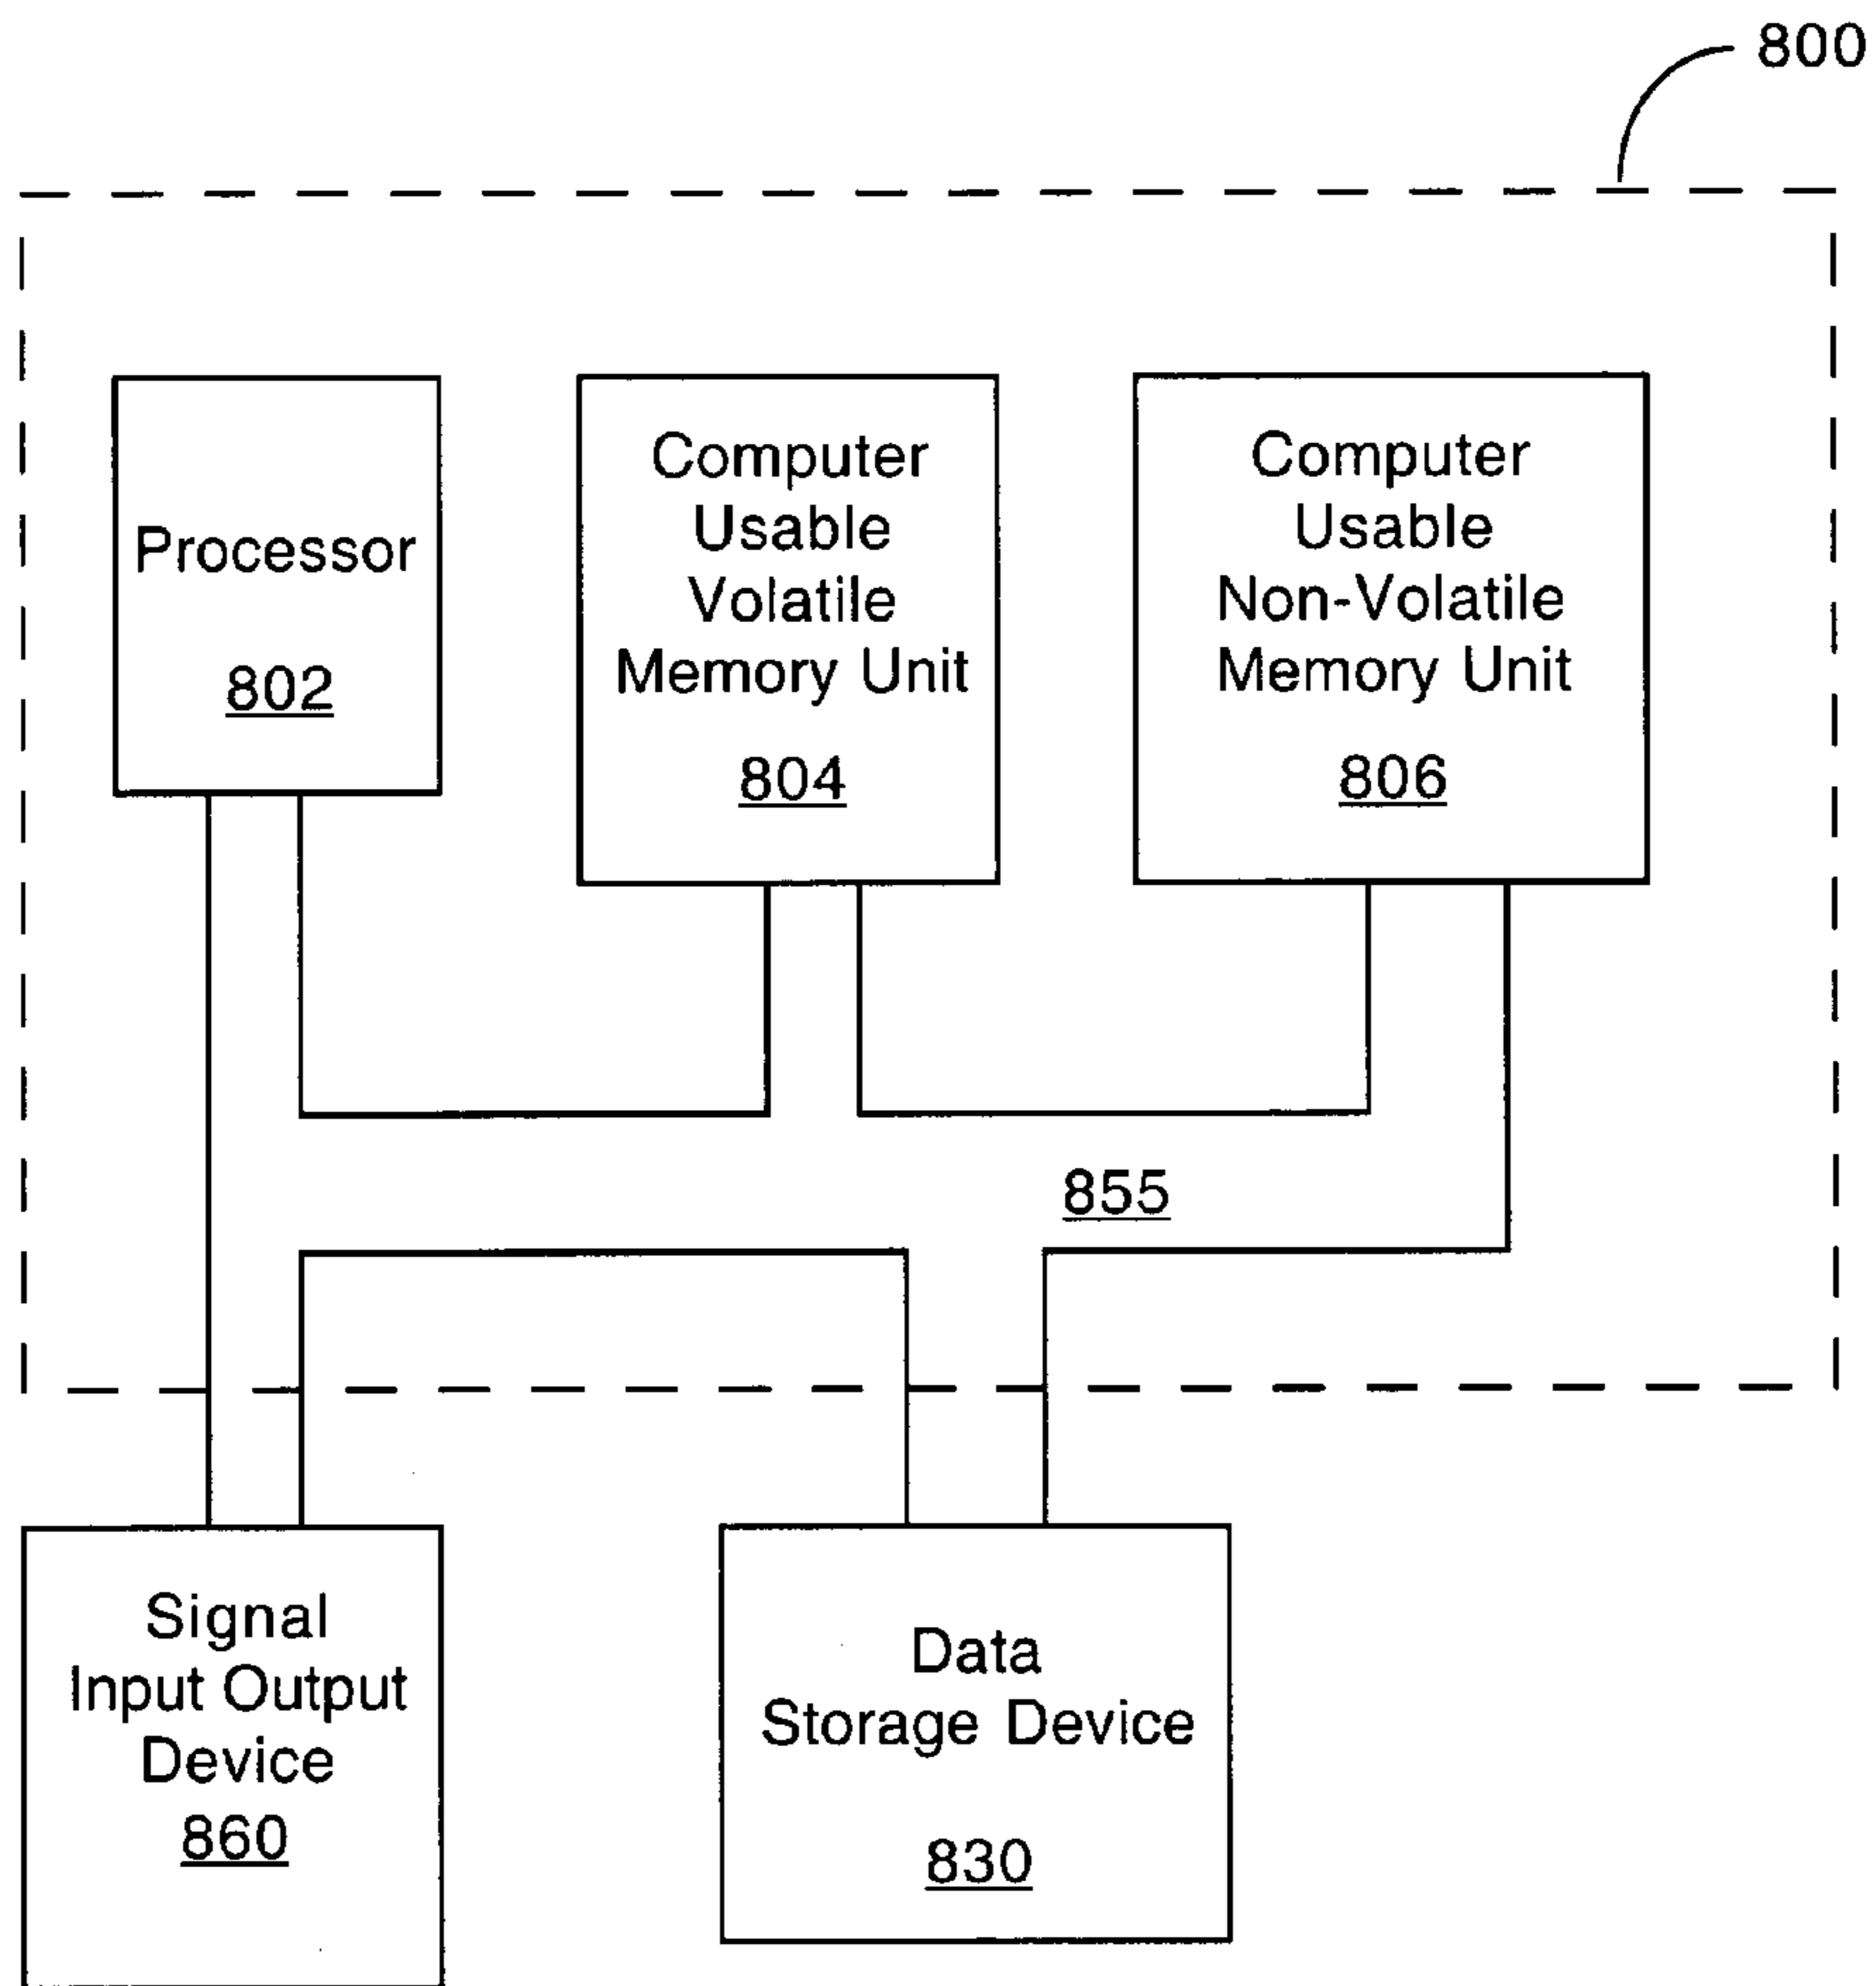 800
Processor
802
Computer
Usable
Volatile
Memory Unit
804
Computer
Usable
Non-Volatile
Memory Unit
806
855
Signal
Input Output
Device
860
Data
Storage Device
830